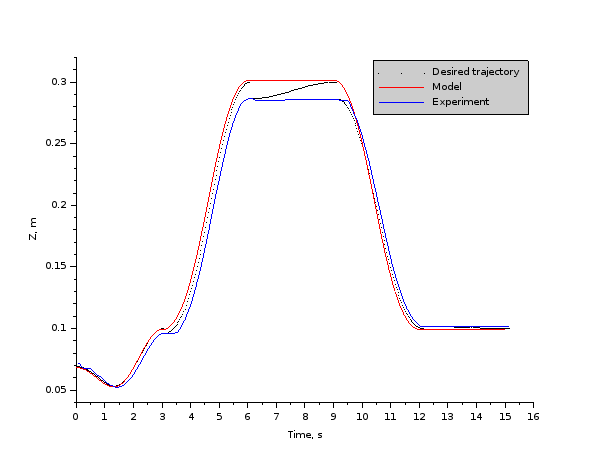 Desired trajectory
Model
Experiment
0.3
0.25
0.2
0.15
0.1
0.05
Z, m
0 1 2 3 4 5 6 7 8 9 10 11 12 13 14 15 16
Time, s